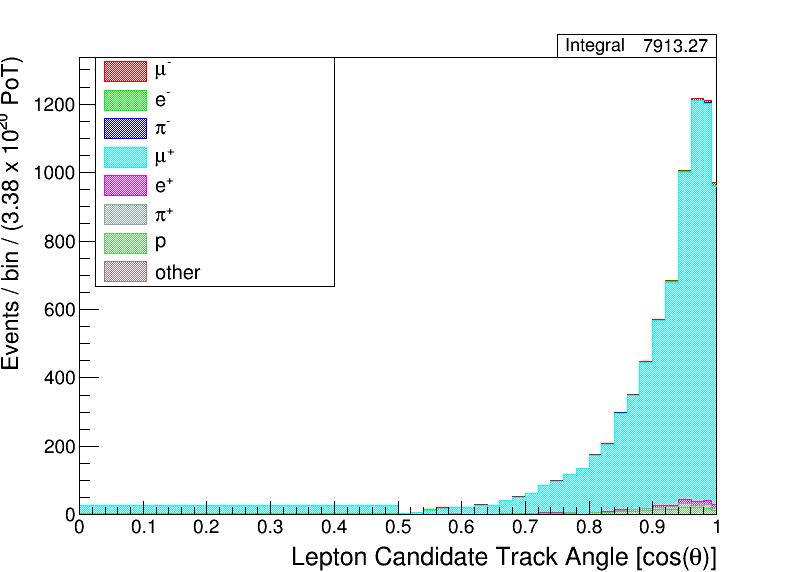 Integral 7913.27
Events / bin / (3.38 x 10^20 PoT)
1200
1000
800
600
400
200
0
μ-
e-
π-
μ+
e+
π+
p
other
0 0.1 0.2 0.3 0.4 0.5 0.6 0.7 0.8 0.9 1
Lepton Candidate Track Angle [cos(θ)]